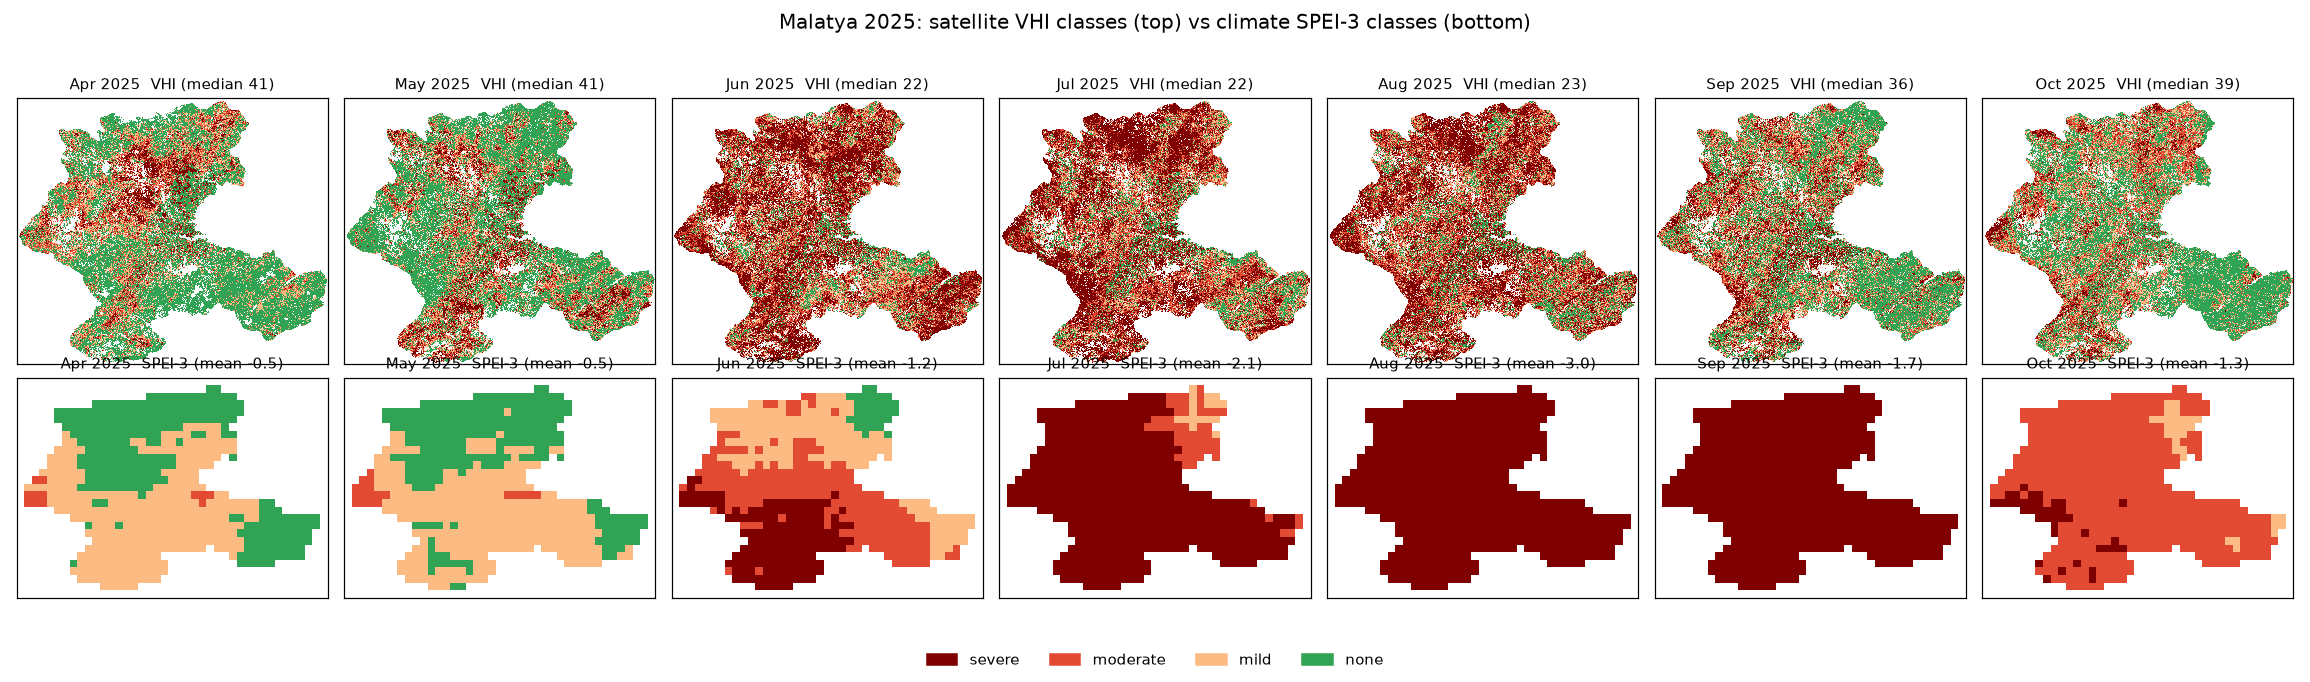 Malatya 2025: satellite VHI classes (top) vs climate SPEI-3 classes (bottom)
Apr 2025  VHI (median 41)
May 2025  VHI (median 41)
Jun 2025  VHI (median 22)
Jul 2025  VHI (median 22)
Aug 2025  VHI (median 23)
Sep 2025  VHI (median 36)
Oct 2025  VHI (median 39)
Apr 2025  SPEI-3 (mean -0.5)
May 2025  SPEI-3 (mean -0.5)
Jun 2025  SPEI-3 (mean -1.2)
Jul 2025  SPEI-3 (mean -2.1)
Aug 2025  SPEI-3 (mean -3.0)
Sep 2025  SPEI-3 (mean -1.7)
Oct 2025  SPEI-3 (mean -1.3)
severe
moderate
mild
none